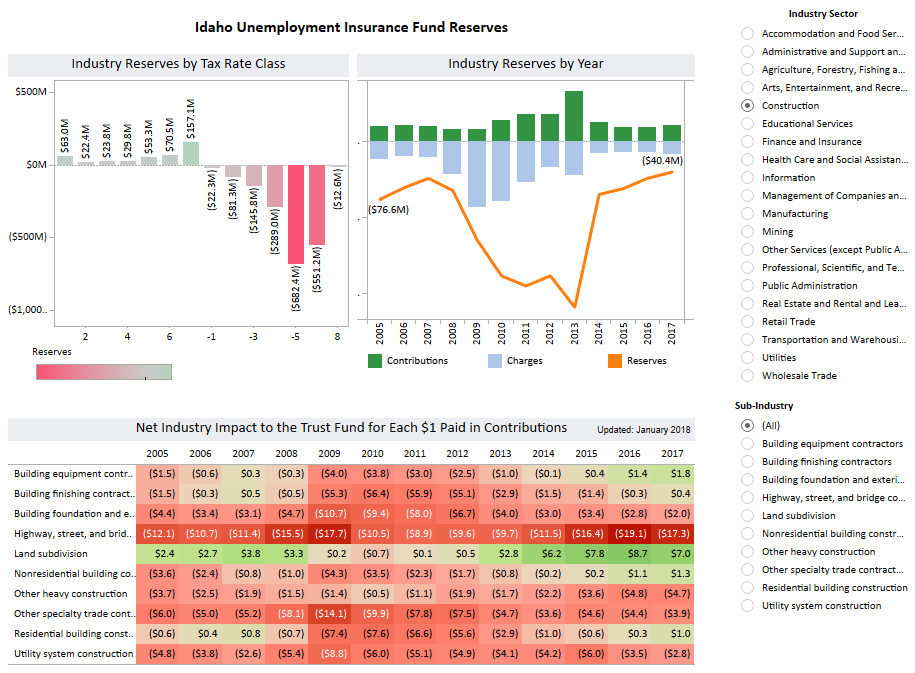 Idaho Unemployment Insurance Fund Reserves
Industry Reserves by Tax Rate Class
$500M
$0M
($500M)
($1,000..
$63.0M
$22.4M
$23.8M
$29.8M
$53.3M
$70.5M
$157.1M
($22.3M)
($81.3M)
($145.8M)
($289.0M)
($682.4M)
($551.2M)
($12.6M)
2 4 6 -1 -3 -5 8
Reserves
Industry Reserves by Year
($76.6M)
($40.4M)
2005 2006 2007 2008 2009 2010 2011 2012 2013 2014 2015 2016 2017
Contributions Charges Reserves
Industry Sector
Accommodation and Food Ser...
Administrative and Support an...
Agriculture, Forestry, Fishing a...
Arts, Entertainment, and Recre...
Construction
Educational Services
Finance and Insurance
Health Care and Social Assistan...
Information
Management of Companies an...
Manufacturing
Mining
Other Services (except Public A...
Professional, Scientific, and Te...
Public Administration
Real Estate and Rental and Lea...
Retail Trade
Transportation and Warehousi...
Utilities
Wholesale Trade
Sub-Industry
(All)
Building equipment contractors
Building finishing contractors
Building foundation and exteri...
Highway, street, and bridge co...
Land subdivision
Nonresidential building constr...
Other heavy construction
Other specialty trade contract...
Residential building construction
Utility system construction
Net Industry Impact to the Trust Fund for Each $1 Paid in Contributions Updated: January 2018
2005 2006 2007 2008 2009 2010 2011 2012 2013 2014 2015 2016 2017
Building equipment contr.. ($1.5) ($0.6) $0.3 ($0.3) ($4.0) ($3.8) ($3.0) ($2.5) ($1.0) ($0.1) $0.4 $1.4 $1.8
Building finishing contract.. ($1.5) ($0.3) $0.5 ($0.5) ($5.3) ($6.4) ($5.9) ($5.1) ($2.9) ($1.5) ($1.4) ($0.3) $0.4
Building foundation and e.. ($4.4) ($3.4) ($3.1) ($4.7) ($10.7) ($9.4) ($8.0) ($6.7) ($4.0) ($3.0) ($3.4) ($2.8) ($2.0)
Highway, street, and brid.. ($12.1) ($10.7) ($11.4) ($15.5) ($17.7) ($10.5) ($8.9) ($9.6) ($9.7) ($11.5) ($16.4) ($19.1) ($17.3)
Land subdivision $2.4 $2.7 $3.8 $3.3 $0.2 ($0.7) $0.1 $0.5 $2.8 $6.2 $7.8 $8.7 $7.0
Nonresidential building co.. ($3.6) ($2.4) ($0.8) ($1.0) ($4.3) ($3.5) ($2.3) ($1.7) ($0.8) ($0.2) $0.2 $1.1 $1.3
Other heavy construction ($3.7) ($2.5) ($1.9) ($1.5) ($1.4) ($0.5) ($1.1) ($1.9) ($1.7) ($2.2) ($3.6) ($4.8) ($4.7)
Other specialty trade cont.. ($6.0) ($5.0) ($5.2) ($8.1) ($14.1) ($9.9) ($7.8) ($7.5) ($4.7) ($3.6) ($4.6) ($4.4) ($3.9)
Residential building const.. ($0.6) $0.4 $0.8 ($0.7) ($7.4) ($7.6) ($6.6) ($5.6) ($2.9) ($1.0) ($0.6) $0.3 $1.0
Utility system construction ($4.8) ($3.8) ($2.6) ($5.4) ($8.8) ($6.0) ($5.1) ($4.9) ($4.1) ($4.2) ($6.0) ($3.5) ($2.8)